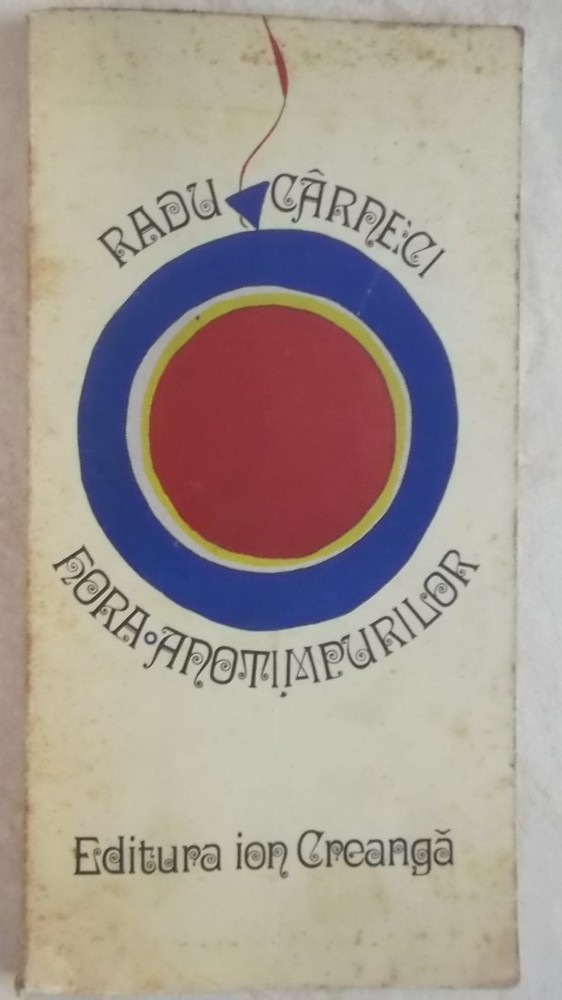 RADU CÂRNECI
HORA ANOTIMPURILOR
Editura ion Creangă